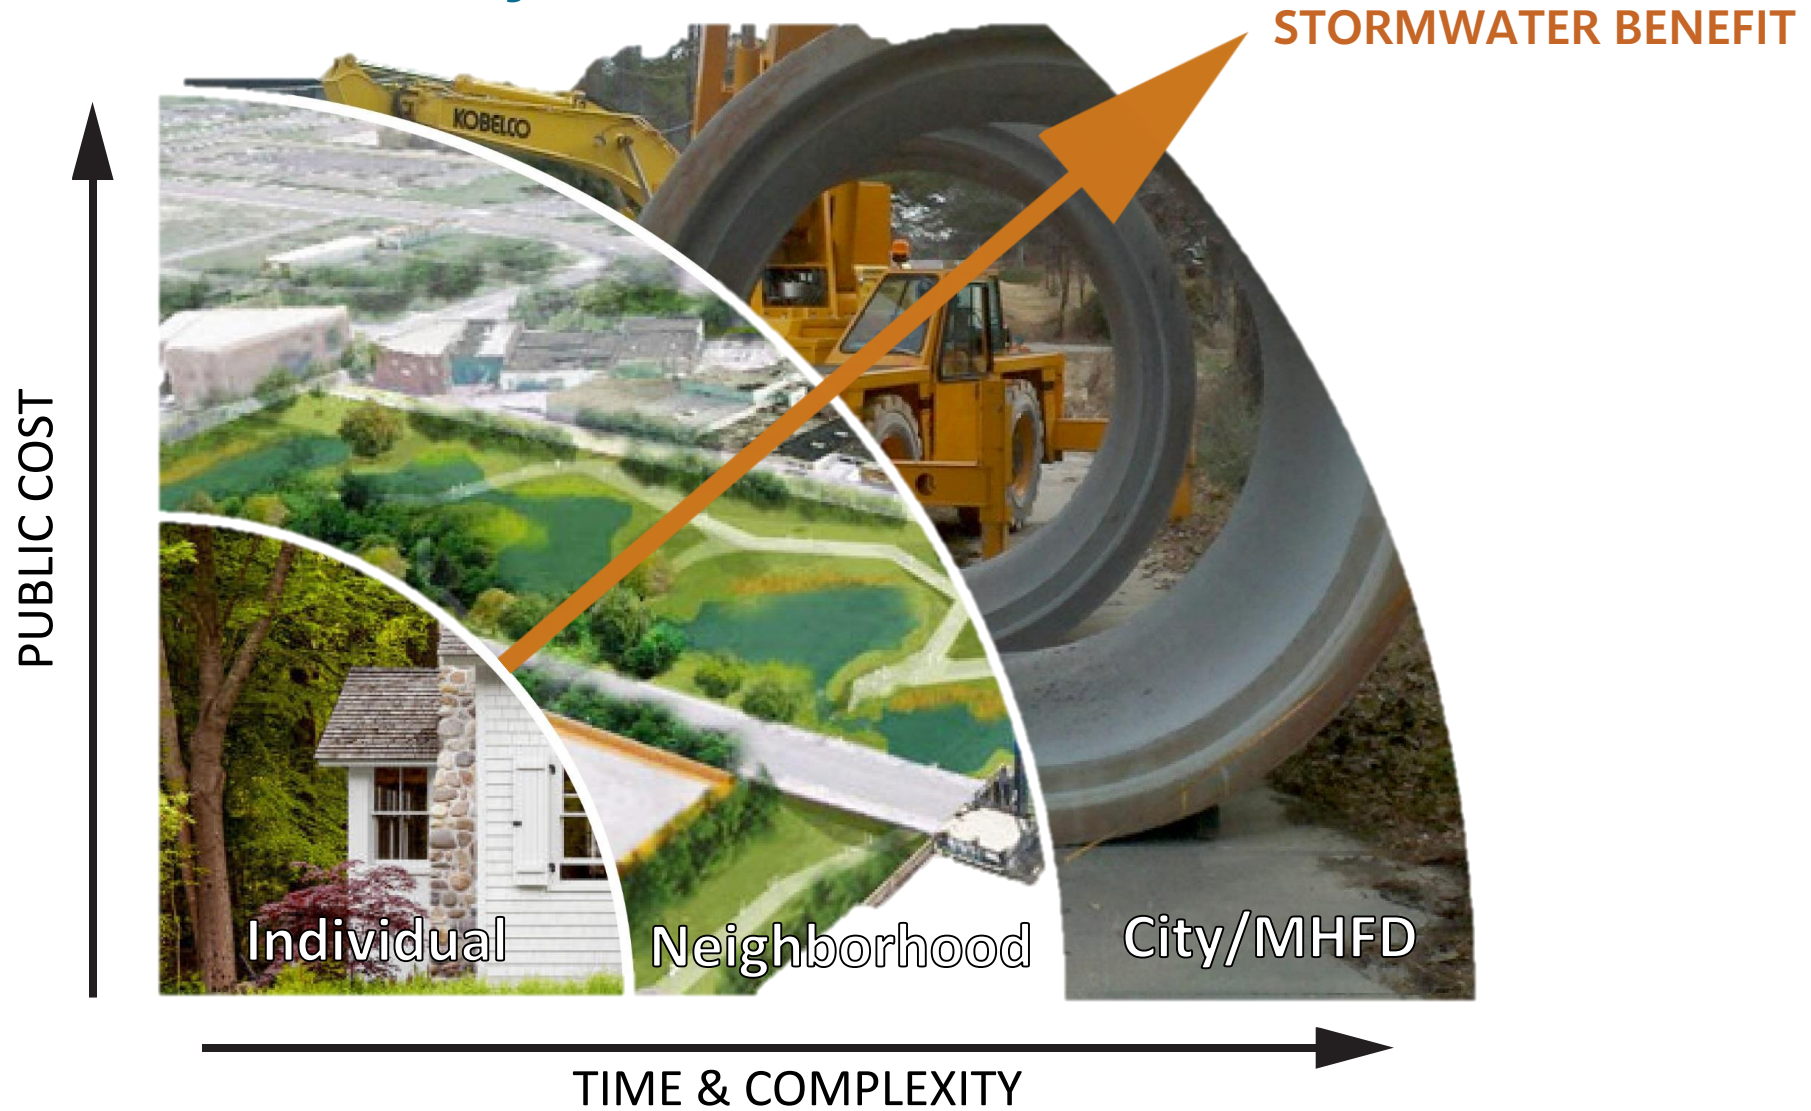 STORMWATER BENEFIT
KOBELCO
PUBLIC COST
Individual
Neighborhood
City/MHFD
TIME & COMPLEXITY